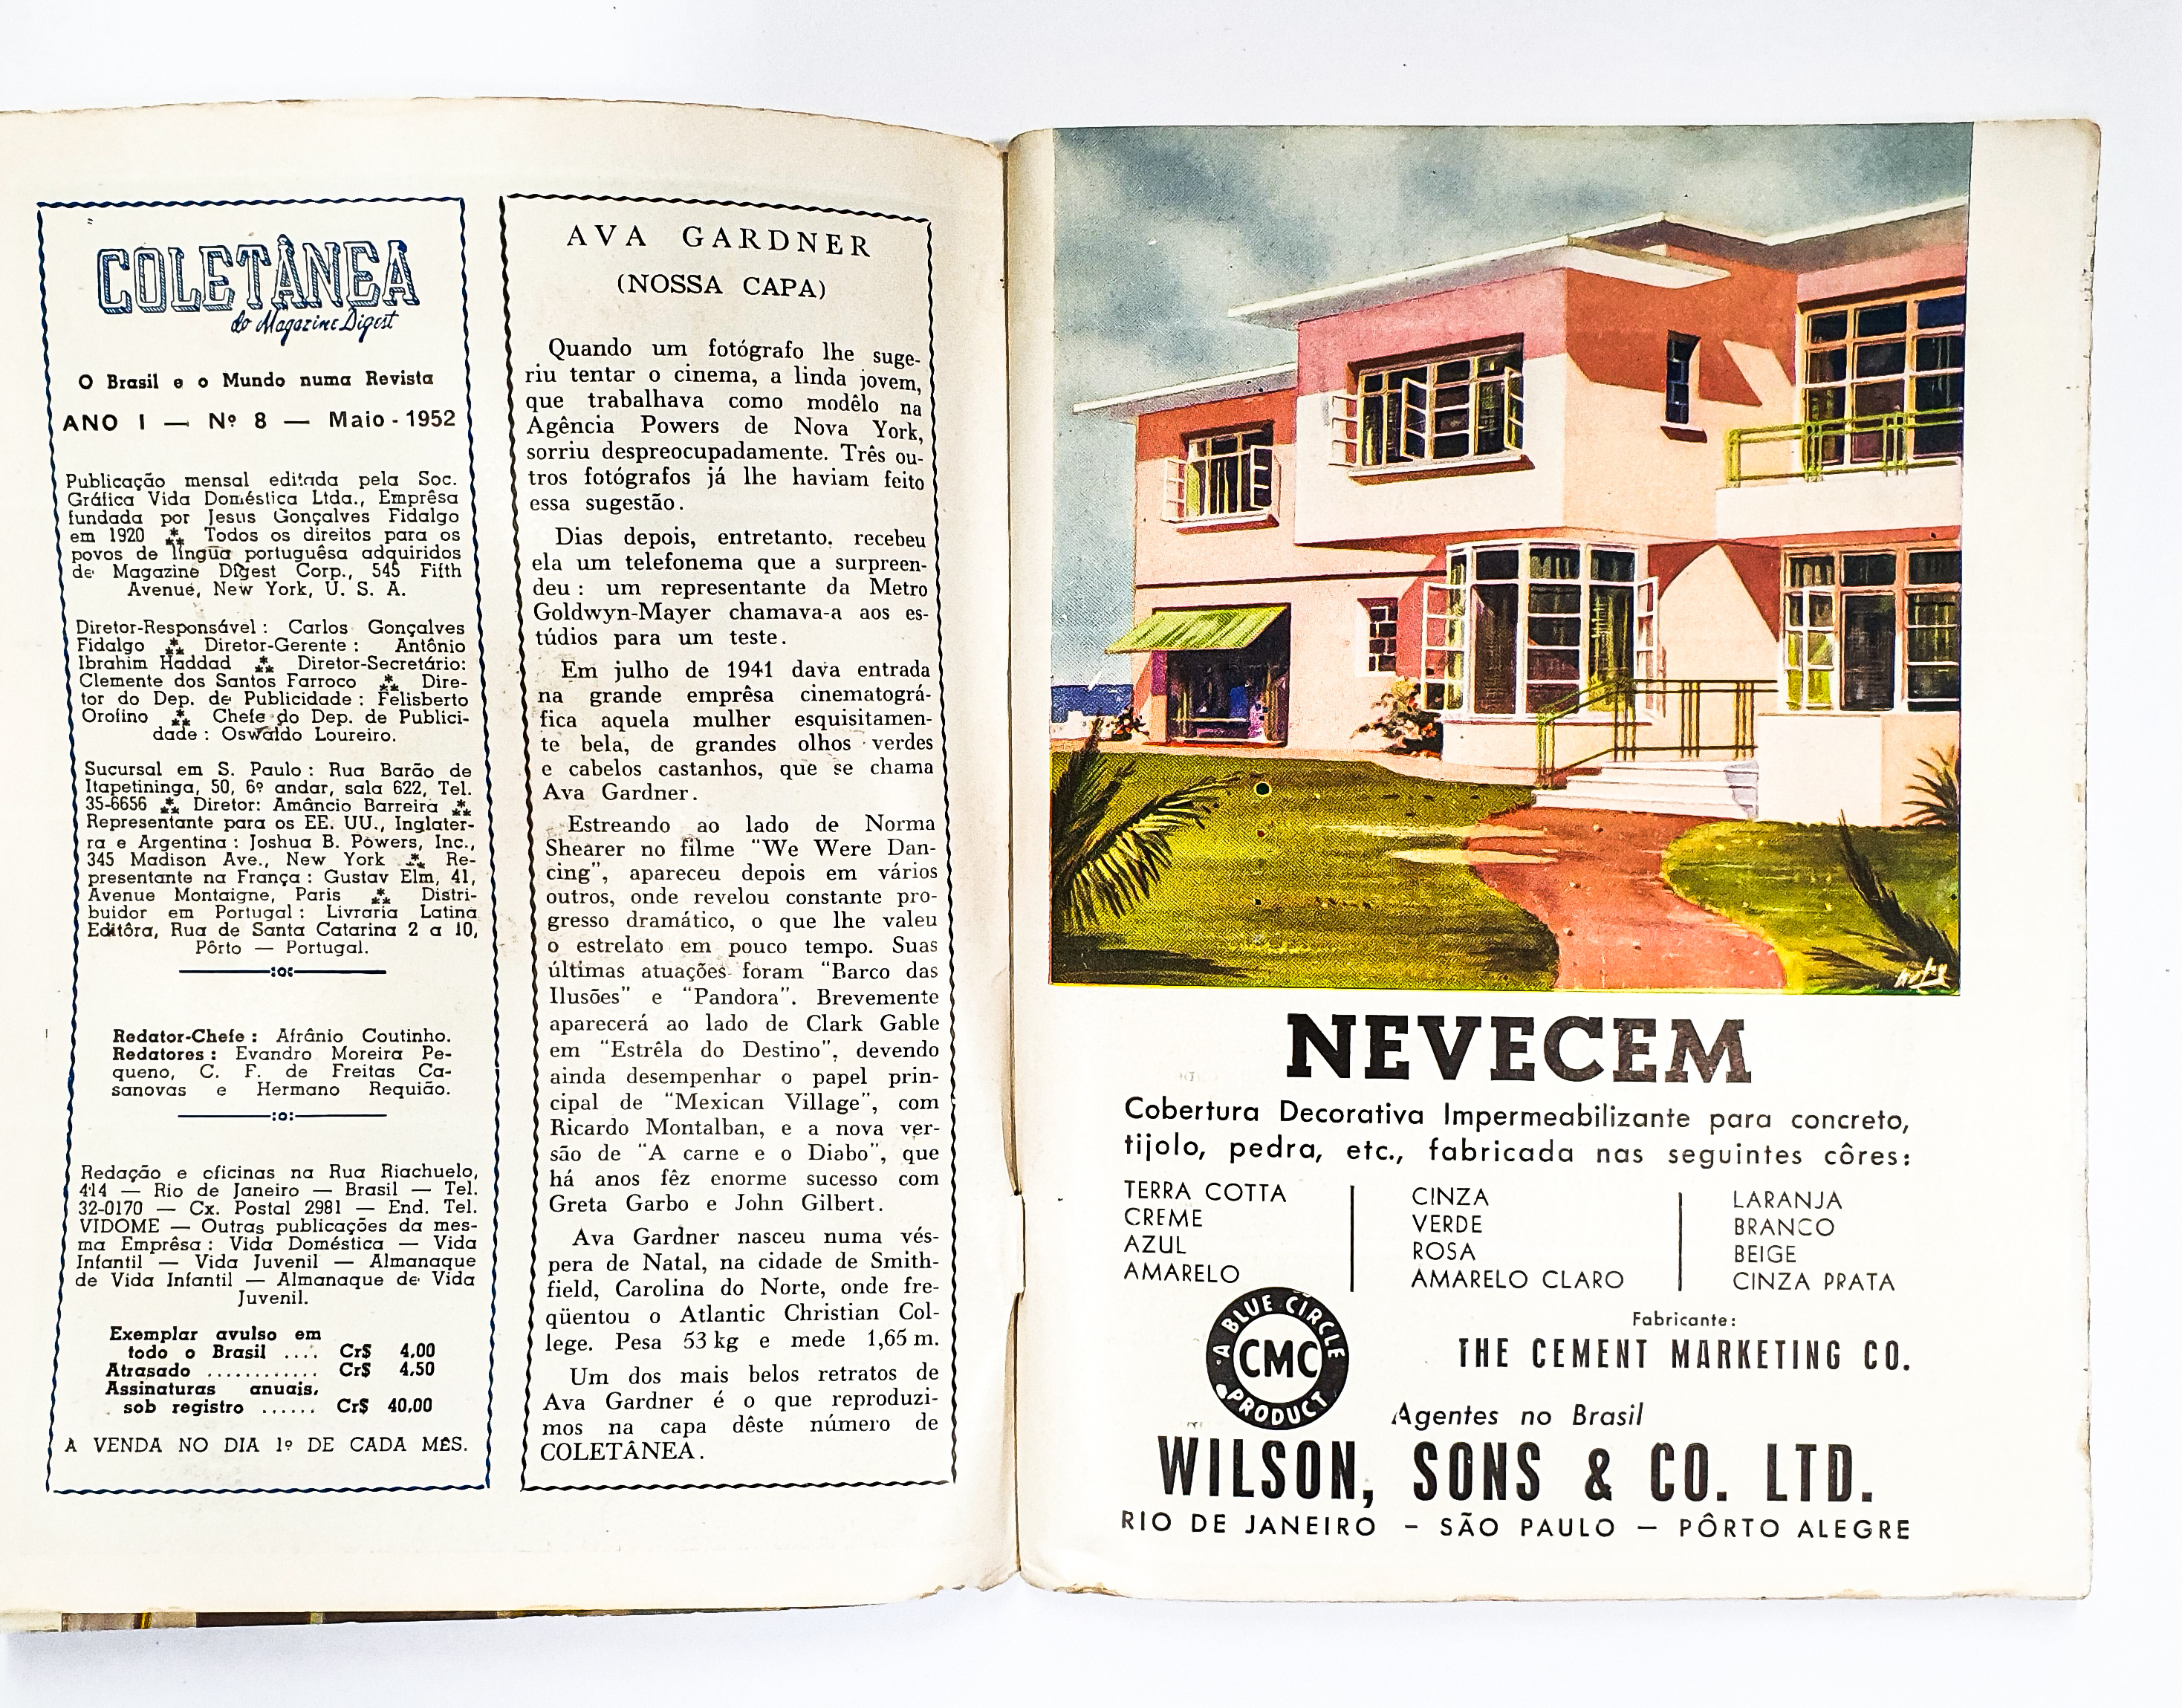 COLETÂNEA
do Magazine Digest
O Brasil e o Mundo numa Revista
ANO I — Nº 8 — Maio - 1952
Publicação mensal editada pela Soc.
Gráfica Vida Doméstica Ltda., Emprêsa
fundada por Jesus Gonçalves Fidalgo
em 1920 ⁂ Todos os direitos para os
povos de língua portuguêsa adquiridos
de Magazine Digest Corp., 545 Fifth
Avenue, New York, U. S. A.
Diretor-Responsável : Carlos Gonçalves
Fidalgo ⁂ Diretor-Gerente : Antônio
Ibrahim Haddad ⁂ Diretor-Secretário:
Clemente dos Santos Farroco ⁂ Dire-
tor do Dep. de Publicidade : Felisberto
Orofino ⁂ Chefe do Dep. de Publici-
dade : Oswaldo Loureiro.
Sucursal em S. Paulo : Rua Barão de
Itapetininga, 50, 6º andar, sala 622, Tel.
35-6656 ⁂ Diretor: Amâncio Barreira ⁂
Representante para os EE. UU., Inglater-
ra e Argentina : Joshua B. Powers, Inc.,
345 Madison Ave., New York ⁂ Re-
presentante na França : Gustav Elm, 41,
Avenue Montaigne, Paris ⁂ Distri-
buidor em Portugal : Livraria Latina
Editôra, Rua de Santa Catarina 2 a 10,
Pôrto — Portugal.
Redator-Chefe : Afrânio Coutinho.
Redatores : Evandro Moreira Pe-
queno, C. F. de Freitas Ca-
sanovas e Hermano Requião.
Redação e oficinas na Rua Riachuelo,
414 — Rio de Janeiro — Brasil — Tel.
32-0170 — Cx. Postal 2981 — End. Tel.
VIDOME — Outras publicações da mes-
ma Emprêsa : Vida Doméstica — Vida
Infantil — Vida Juvenil — Almanaque
de Vida Infantil — Almanaque de Vida
Juvenil.
Exemplar avulso em
todo o Brasil .... Cr$ 4,00
Atrasado ............ Cr$ 4,50
Assinaturas anuais,
sob registro ...... Cr$ 40,00
A VENDA NO DIA 1º DE CADA MÊS.
AVA GARDNER
(NOSSA CAPA)
Quando um fotógrafo lhe suge-
riu tentar o cinema, a linda jovem,
que trabalhava como modêlo na
Agência Powers de Nova York,
sorriu despreocupadamente. Três ou-
tros fotógrafos já lhe haviam feito
essa sugestão.
Dias depois, entretanto, recebeu
ela um telefonema que a surpreen-
deu : um representante da Metro
Goldwyn-Mayer chamava-a aos es-
túdios para um teste.
Em julho de 1941 dava entrada
na grande emprêsa cinematográ-
fica aquela mulher esquisitamen-
te bela, de grandes olhos verdes
e cabelos castanhos, que se chama
Ava Gardner.
Estreando ao lado de Norma
Shearer no filme "We Were Dan-
cing", apareceu depois em vários
outros, onde revelou constante pro-
gresso dramático, o que lhe valeu
o estrelato em pouco tempo. Suas
últimas atuações foram "Barco das
Ilusões" e "Pandora". Brevemente
aparecerá ao lado de Clark Gable
em "Estrêla do Destino", devendo
ainda desempenhar o papel prin-
cipal de "Mexican Village", com
Ricardo Montalban, e a nova ver-
são de "A carne e o Diabo", que
há anos fêz enorme sucesso com
Greta Garbo e John Gilbert.
Ava Gardner nasceu numa vés-
pera de Natal, na cidade de Smith-
field, Carolina do Norte, onde fre-
qüentou o Atlantic Christian Col-
lege. Pesa 53 kg e mede 1,65 m.
Um dos mais belos retratos de
Ava Gardner é o que reproduzi-
mos na capa dêste número de
COLETÂNEA.
NEVECEM
Cobertura Decorativa Impermeabilizante para concreto,
tijolo, pedra, etc., fabricada nas seguintes côres:
TERRA COTTA
CREME
AZUL
AMARELO
CINZA
VERDE
ROSA
AMARELO CLARO
LARANJA
BRANCO
BEIGE
CINZA PRATA
A BLUE CIRCLE
CMC
PRODUCT
Fabricante:
THE CEMENT MARKETING CO.
Agentes no Brasil
WILSON, SONS & CO. LTD.
RIO DE JANEIRO – SÃO PAULO — PÔRTO ALEGRE